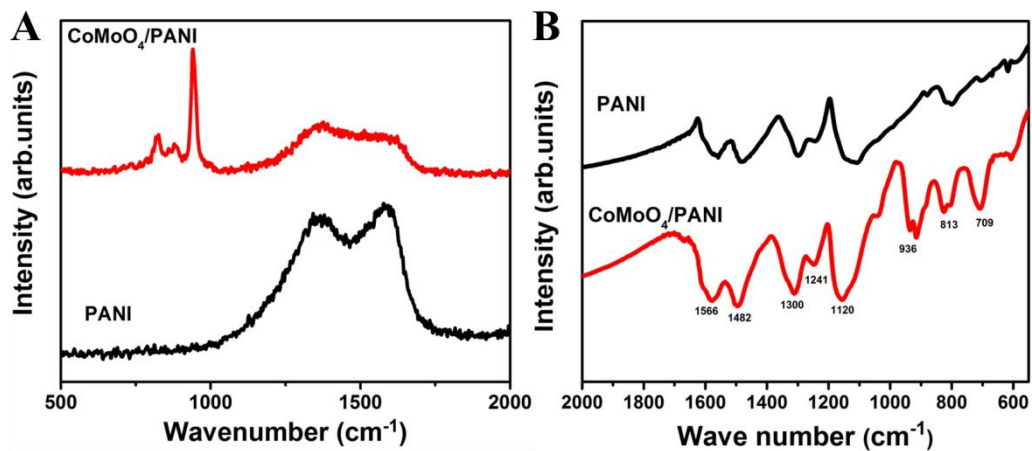 A
CoMoO₄/PANI
PANI
Intensity (arb.units)
500 1000 1500 2000
Wavenumber (cm⁻¹)
B
PANI
CoMoO₄/PANI
1566
1482
1300
1241
1120
936
813
709
Intensity (arb.units)
2000 1800 1600 1400 1200 1000 800 600
Wave number (cm⁻¹)